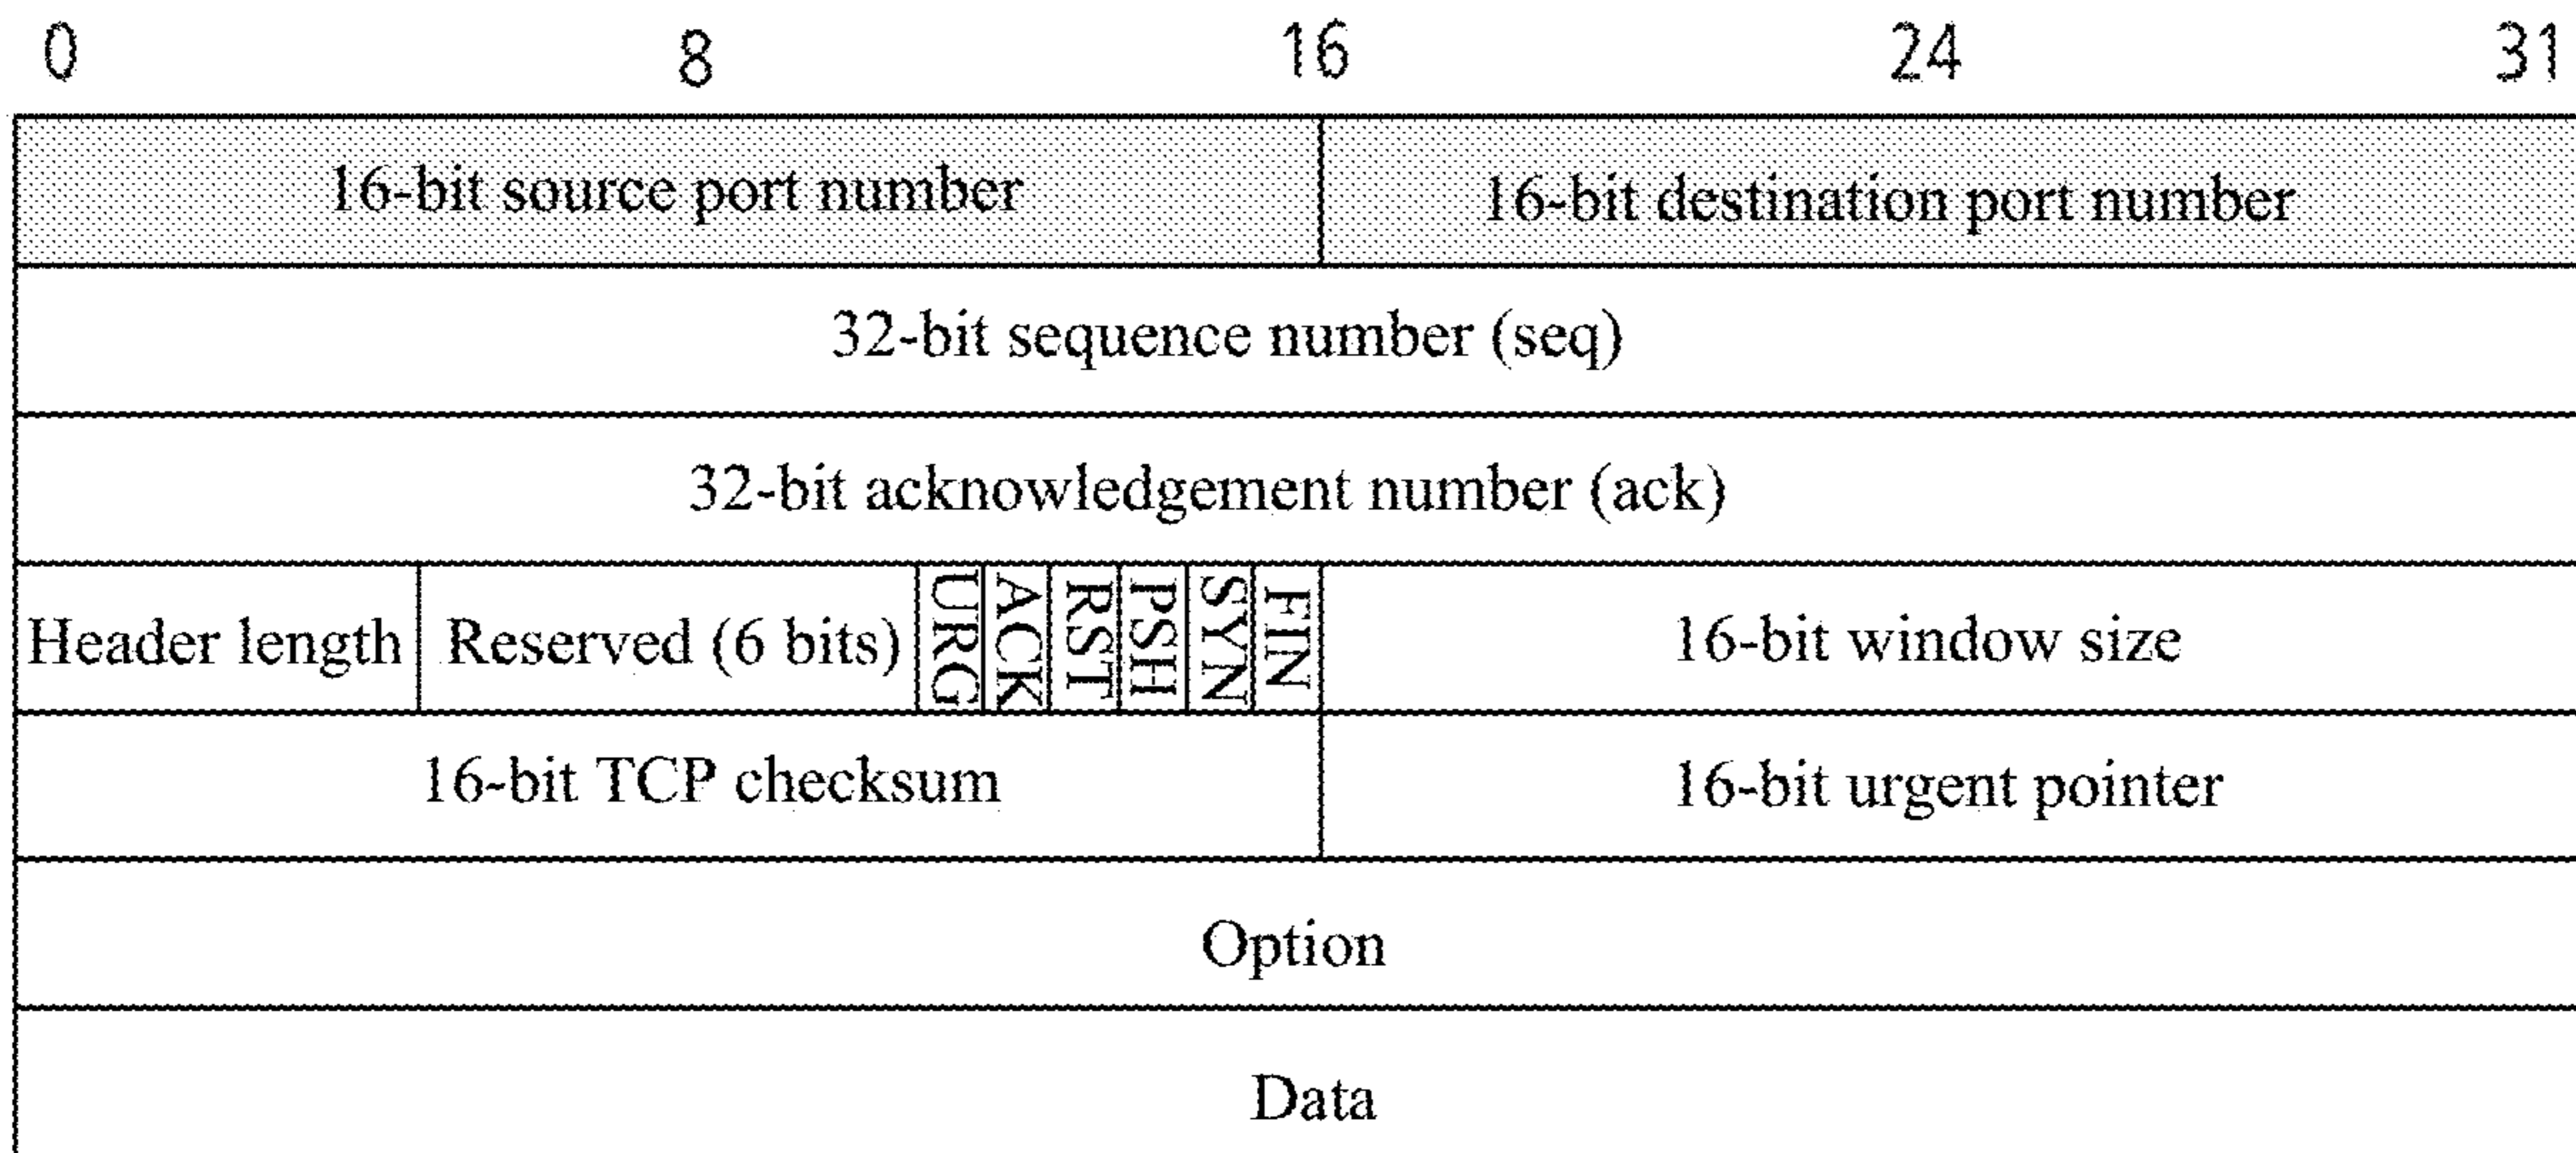 0 8 16 24 31
16-bit source port number 16-bit destination port number
32-bit sequence number (seq)
32-bit acknowledgement number (ack)
Header length Reserved (6 bits) URG ACK RST PSH SYN FIN 16-bit window size
16-bit TCP checksum 16-bit urgent pointer
Option
Data